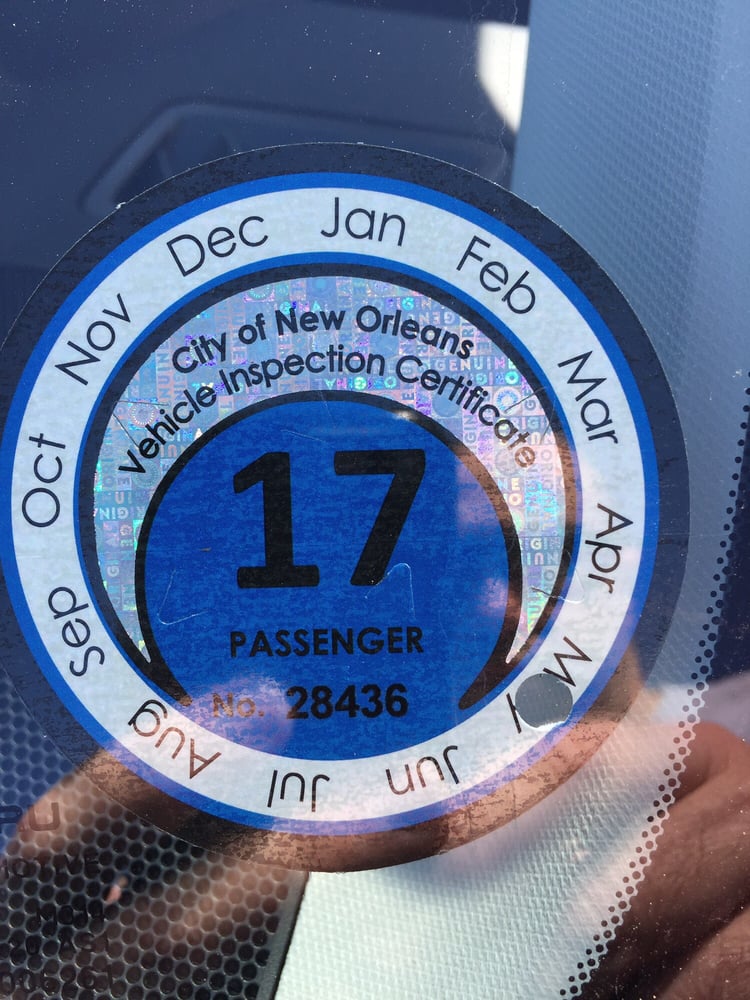 Jan
Feb
Mar
Apr
Jun
Jul
Aug
Sep
Oct
Nov
Dec
City of New Orleans
Vehicle Inspection Certificate
17
PASSENGER
No. 28436